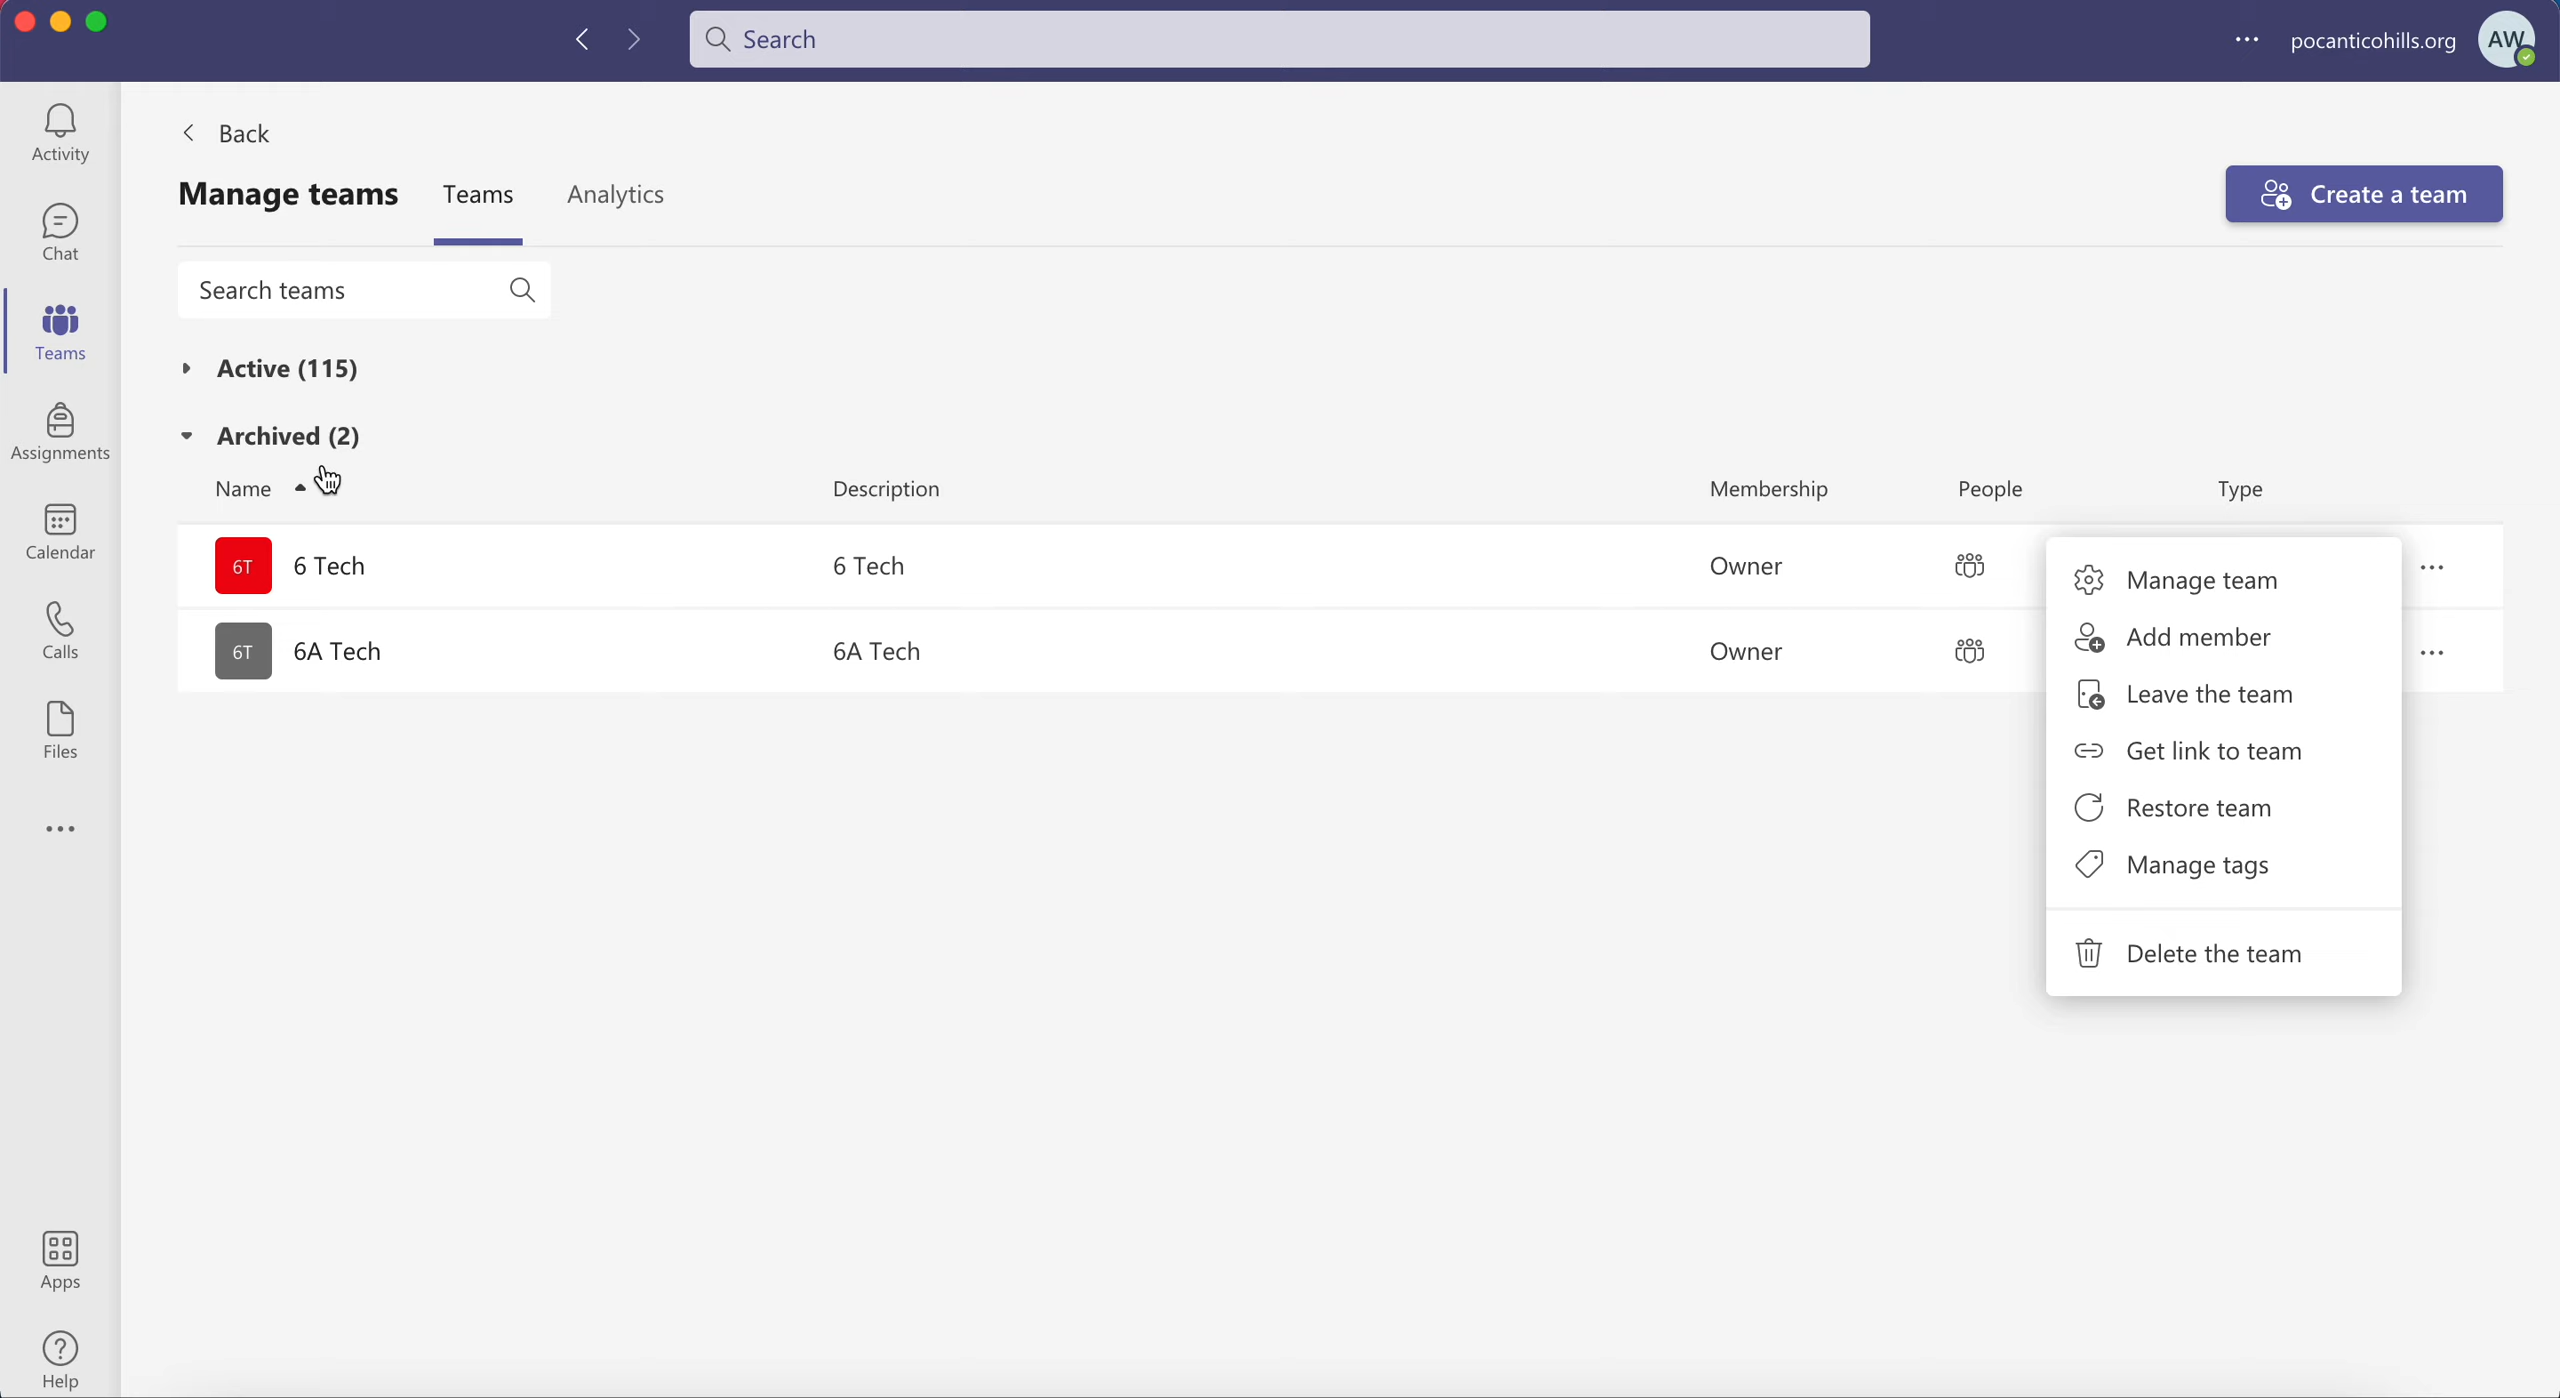 Search
pocanticohills.org
AW
Activity
Chat
Teams
Assignments
Calendar
Calls
Files
Apps
Help
Back
Manage teams
Teams
Analytics
Create a team
Search teams
Active (115)
Archived (2)
Name
Description
Membership
People
Type
6T
6 Tech
6 Tech
Owner
6T
6A Tech
6A Tech
Owner
Manage team
Add member
Leave the team
Get link to team
Restore team
Manage tags
Delete the team